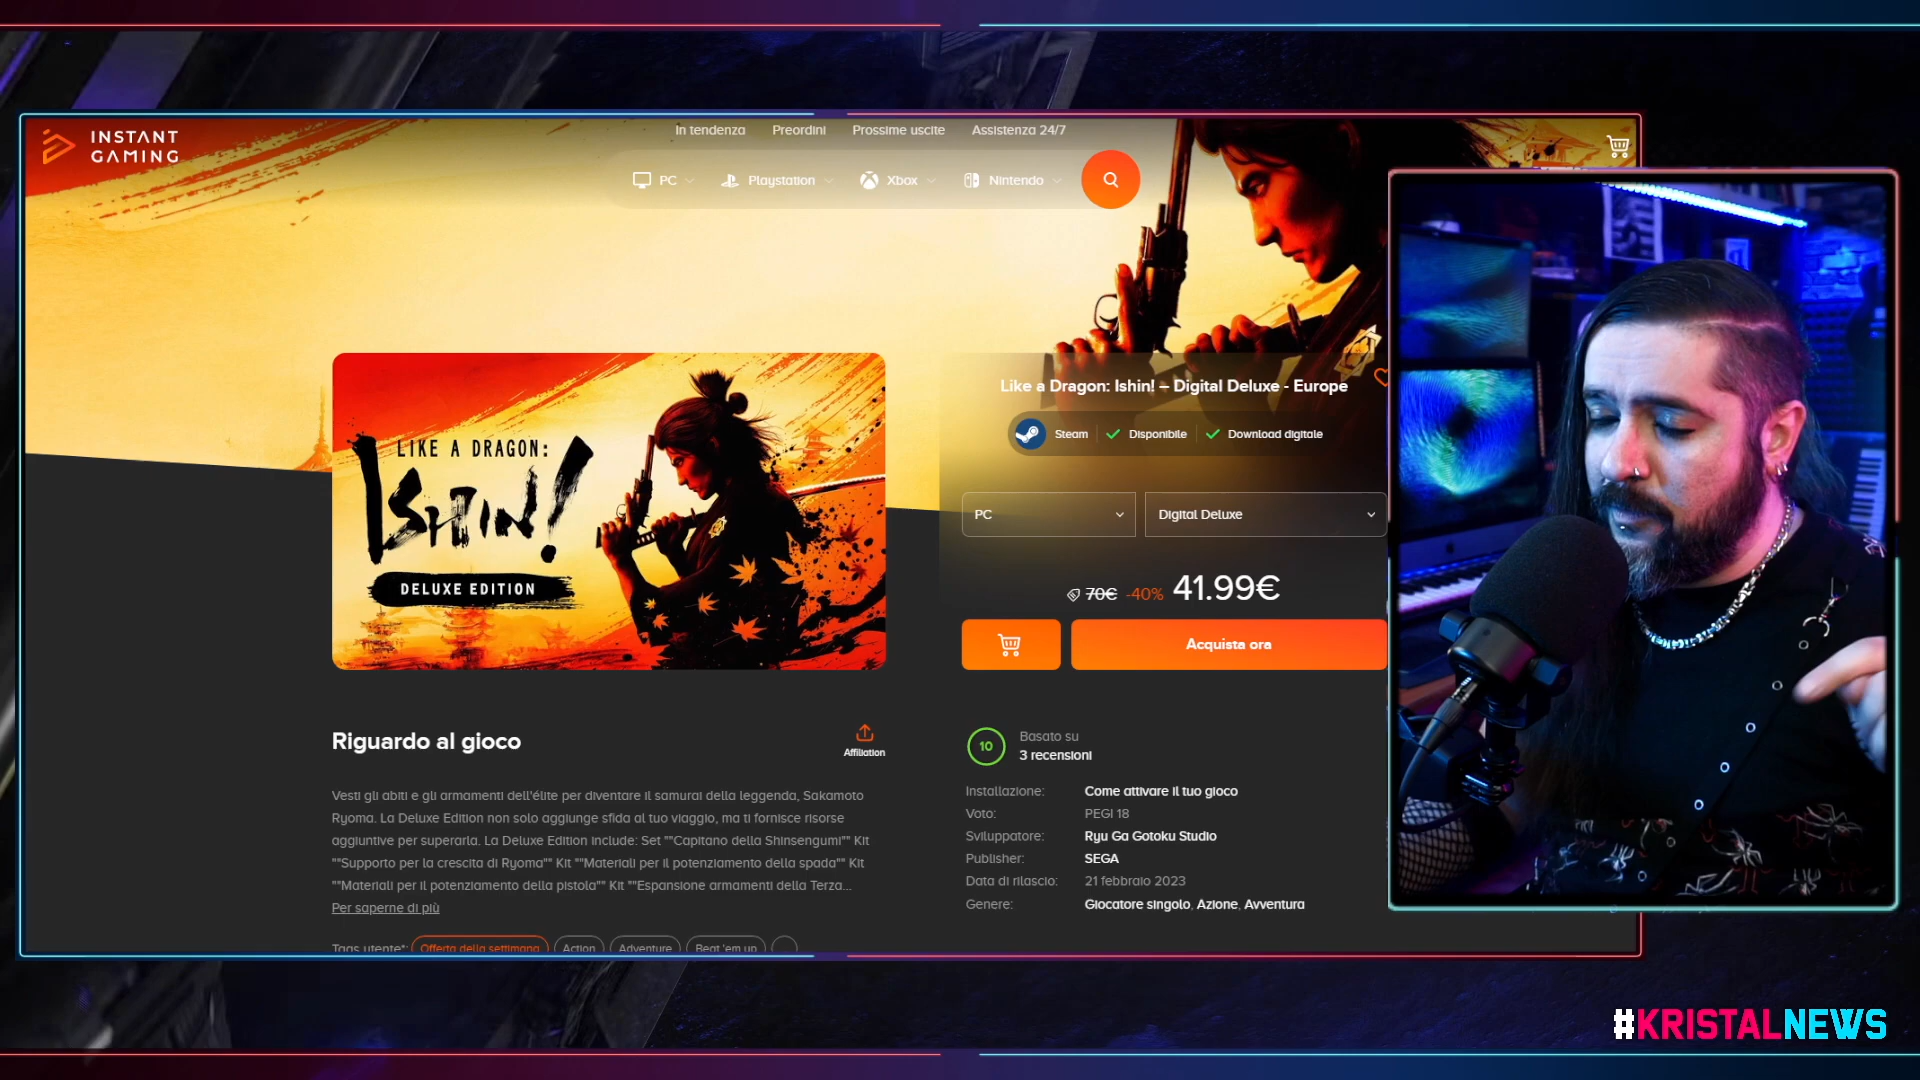 INSTANT
GAMING
In tendenza
Preordini
Prossime uscite
Assistenza 24/7
PC
Playstation
Xbox
Nintendo
LIKE A DRAGON:
ISHIN!
DELUXE EDITION
Like a Dragon: Ishin! – Digital Deluxe - Europe
Steam
Disponibile
Download digitale
PC
Digital Deluxe
70€ -40% 41.99€
Acquista ora
Riguardo al gioco
Affiliation
Vesti gli abiti e gli armamenti dell'élite per diventare il samurai della leggenda, Sakamoto
Ryoma. La Deluxe Edition non solo aggiunge sfida al tuo viaggio, ma ti fornisce risorse
aggiuntive per superarla. La Deluxe Edition include: Set ""Capitano della Shinsengumi"" Kit
""Supporto per la crescita di Ryoma"" Kit ""Materiali per il potenziamento della spada"" Kit
""Materiali per il potenziamento della pistola"" Kit ""Espansione armamenti della Terza...
Per saperne di più
Tags utente*:
Offerta della settimana
Action
Adventure
Beat 'em up
10
Basato su
3 recensioni
Installazione: Come attivare il tuo gioco
Voto: PEGI 18
Sviluppatore: Ryu Ga Gotoku Studio
Publisher: SEGA
Data di rilascio: 21 febbraio 2023
Genere: Giocatore singolo, Azione, Avventura
#KRISTALNEWS